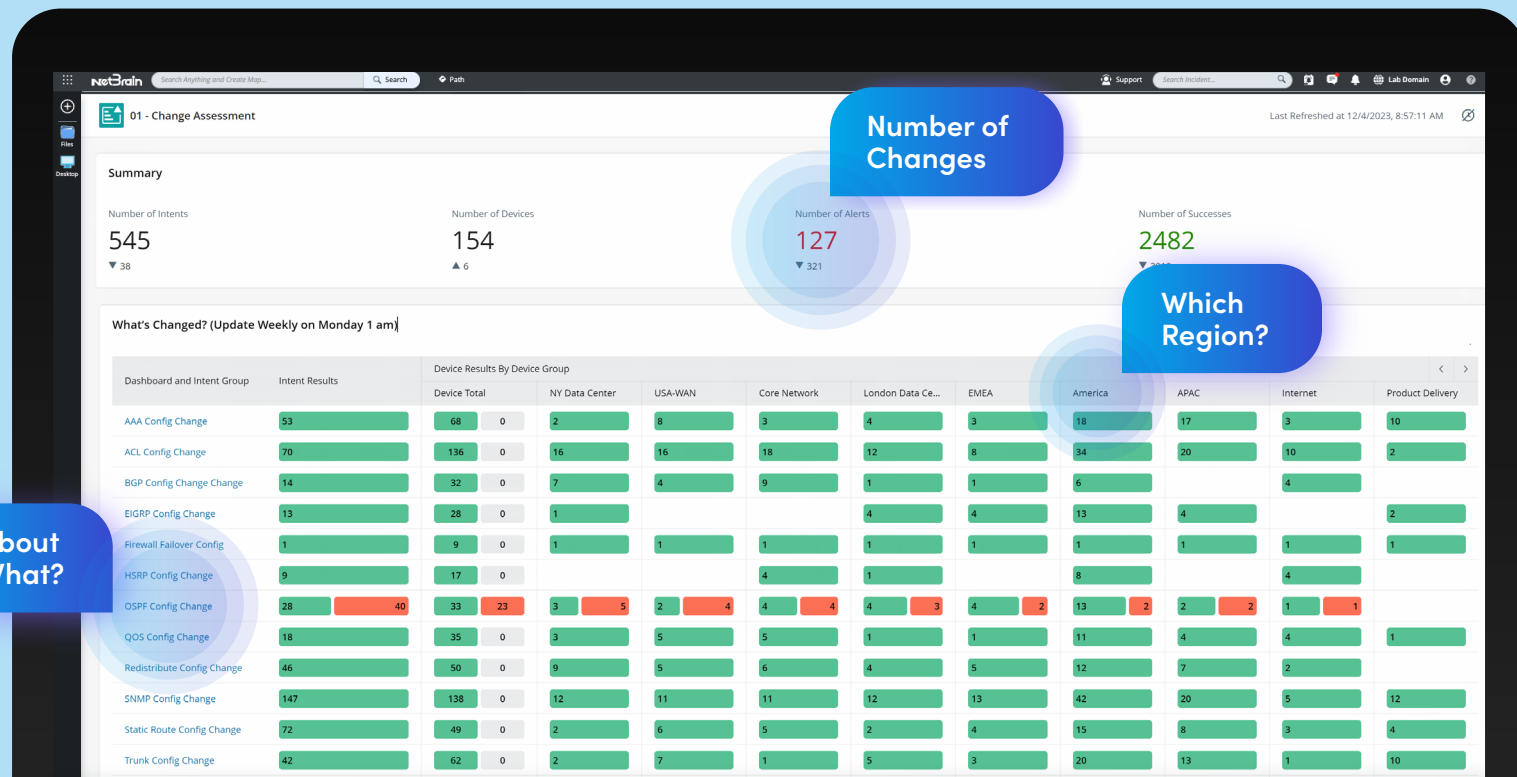 NetBrain Search Anything and Create Map... Search Path Support Search Incident... Lab Domain
Files
Desktop
01 - Change Assessment
Last Refreshed at 12/4/2023, 8:57:11 AM
Number of
Changes
Summary
Number of Intents Number of Devices Number of Alerts Number of Successes
545 154 127 2482
▼ 38 ▲ 6 ▼ 321 ▼
Which
Region?
What's Changed? (Update Weekly on Monday 1 am)
Dashboard and Intent Group Intent Results Device Results By Device Group < >
Device Total NY Data Center USA-WAN Core Network London Data Ce... EMEA America APAC Internet Product Delivery
AAA Config Change 53 68 0 2 8 3 4 3 18 17 3 10
ACL Config Change 70 136 0 16 16 18 12 8 34 20 10 2
BGP Config Change Change 14 32 0 7 4 9 1 1 6 4
EIGRP Config Change 13 28 0 1 4 4 13 4 2
Firewall Failover Config 1 9 0 1 1 1 1 1 1 1 1 1
HSRP Config Change 9 17 0 4 1 8 4
OSPF Config Change 28 40 33 23 3 5 2 4 4 4 4 3 4 2 13 2 2 2 1 1
QOS Config Change 18 35 0 3 5 5 1 1 11 4 4 1
Redistribute Config Change 46 50 0 9 5 6 4 5 12 7 2
SNMP Config Change 147 138 0 12 11 11 12 13 42 20 5 12
Static Route Config Change 72 49 0 2 6 5 2 4 15 8 3 4
Trunk Config Change 42 62 0 2 7 1 5 3 20 13 1 10
bout
What?